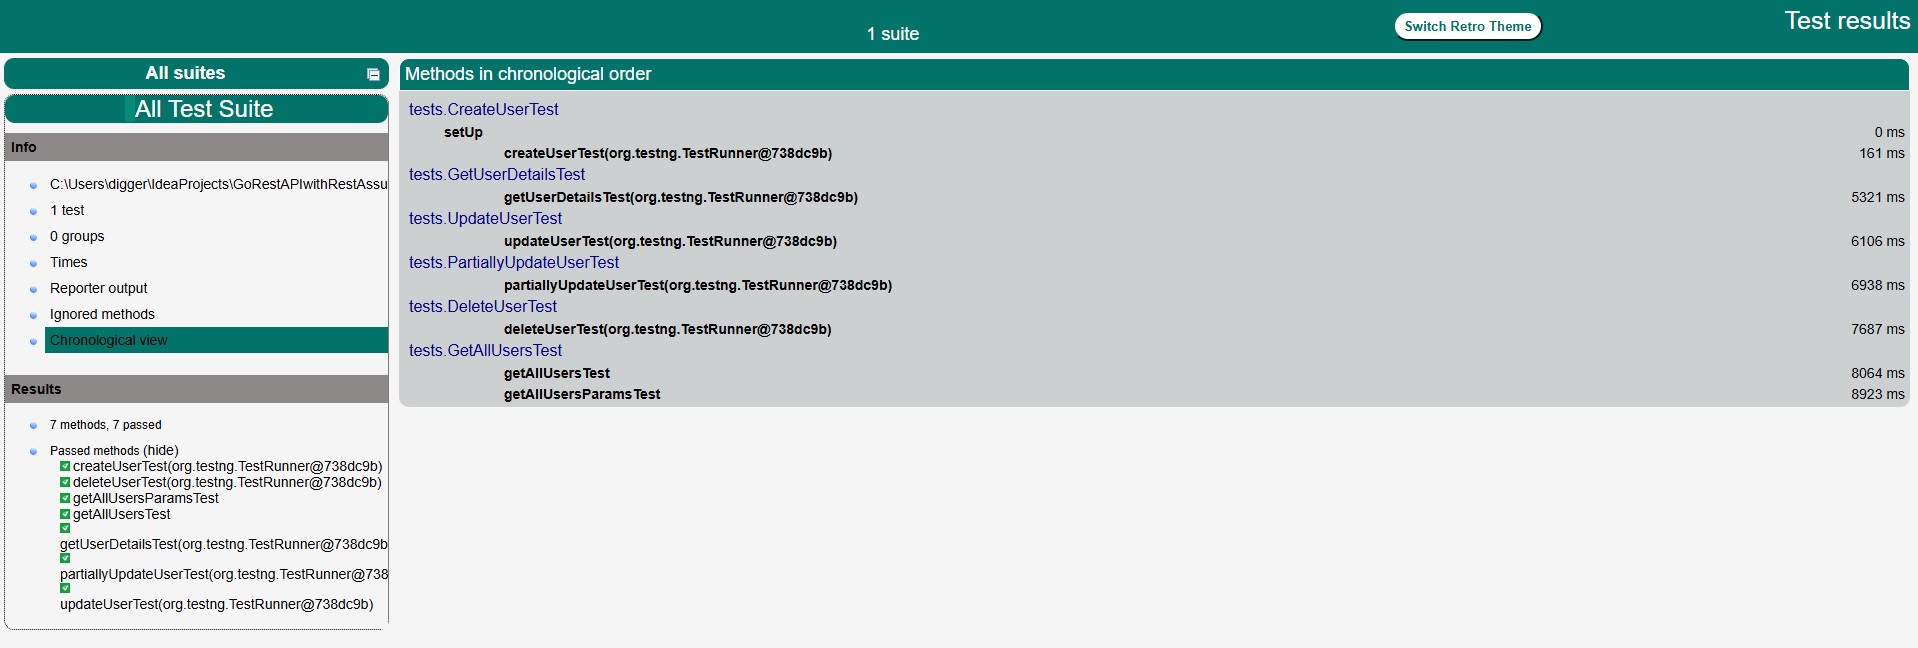 1 suite
Switch Retro Theme
Test results
All suites
All Test Suite
Info
C:\Users\digger\IdeaProjects\GoRestAPIwithRestAssu
1 test
0 groups
Times
Reporter output
Ignored methods
Chronological view
Results
7 methods, 7 passed
Passed methods (hide)
createUserTest(org.testng.TestRunner@738dc9b)
deleteUserTest(org.testng.TestRunner@738dc9b)
getAllUsersParamsTest
getAllUsersTest
getUserDetailsTest(org.testng.TestRunner@738dc9b
partiallyUpdateUserTest(org.testng.TestRunner@738
updateUserTest(org.testng.TestRunner@738dc9b)
Methods in chronological order
tests.CreateUserTest
setUp 0 ms
createUserTest(org.testng.TestRunner@738dc9b) 161 ms
tests.GetUserDetailsTest
getUserDetailsTest(org.testng.TestRunner@738dc9b) 5321 ms
tests.UpdateUserTest
updateUserTest(org.testng.TestRunner@738dc9b) 6106 ms
tests.PartiallyUpdateUserTest
partiallyUpdateUserTest(org.testng.TestRunner@738dc9b) 6938 ms
tests.DeleteUserTest
deleteUserTest(org.testng.TestRunner@738dc9b) 7687 ms
tests.GetAllUsersTest
getAllUsersTest 8064 ms
getAllUsersParamsTest 8923 ms